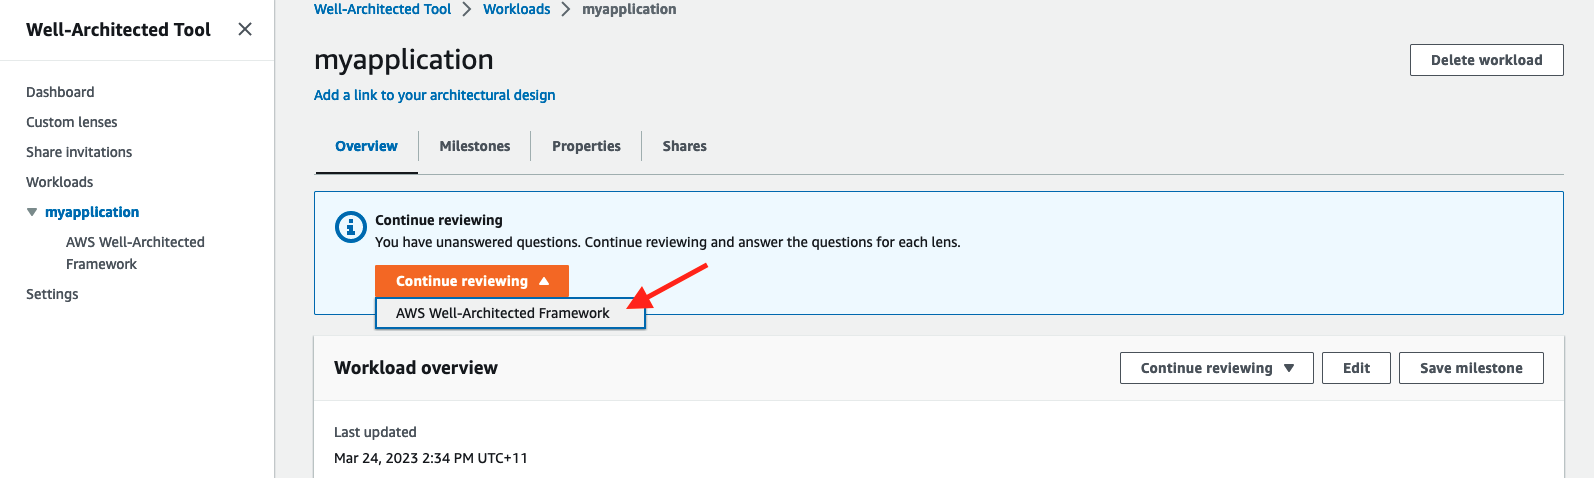 Well-Architected Tool
Dashboard
Custom lenses
Share invitations
Workloads
myapplication
AWS Well-Architected
Framework
Settings
Well-Architected Tool > Workloads > myapplication
myapplication
Delete workload
Add a link to your architectural design
Overview
Milestones
Properties
Shares
Continue reviewing
You have unanswered questions. Continue reviewing and answer the questions for each lens.
Continue reviewing
AWS Well-Architected Framework
Workload overview
Continue reviewing
Edit
Save milestone
Last updated
Mar 24, 2023 2:34 PM UTC+11